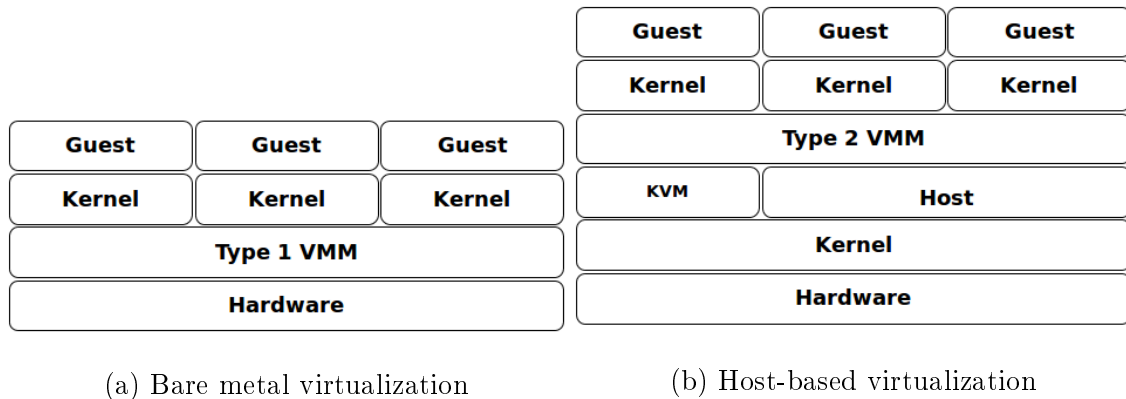 Guest Guest Guest
Kernel Kernel Kernel
Type 1 VMM
Hardware
(a) Bare metal virtualization
Guest Guest Guest
Kernel Kernel Kernel
Type 2 VMM
KVM Host
Kernel
Hardware
(b) Host-based virtualization